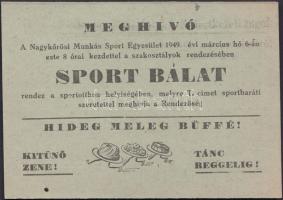 MEGHÍVÓ
A Nagykőrösi Munkás Sport Egyesület 1949. évi március hó 6-án
este 8 órai kezdettel a szakosztályok rendezésében
SPORT BÁLAT
rendez a sportotthon helyiségében, melyre T. címet sportbaráti
szeretettel meghívja a Rendezőség
HIDEG MELEG BÜFFÉ!
KITŰNŐ
ZENE!
TÁNC
REGGELIG!